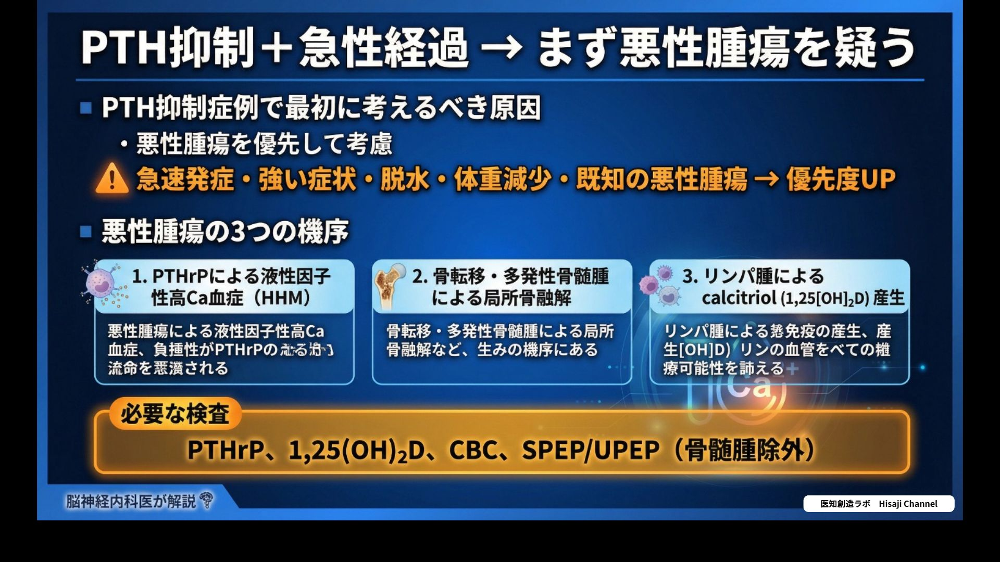 PTH抑制＋急性経過 → まず悪性腫瘍を疑う
PTH抑制症例で最初に考えるべき原因
・悪性腫瘍を優先して考慮
急速発症・強い症状・脱水・体重減少・既知の悪性腫瘍 → 優先度UP
悪性腫瘍の3つの機序
1. PTHrPによる液性因子
性高Ca血症（HHM）
悪性腫瘍による液性因子性高Ca
血症、負捶性がPTHrPの
流命を悪される
2. 骨転移・多発性骨髄腫
による局所骨融解
骨転移・多発性骨髄腫による局所
骨融解など、生みの機序にある
3. リンパ腫による
calcitriol (1,25[OH]₂D) 産生
リンパ腫による免疫の産生、産
生[OH]D) リンの血管をべての
療可能性を諦える
Ca
必要な検査
PTHrP、1,25(OH)₂D、CBC、SPEP/UPEP（骨髄腫除外）
脳神経内科医が解説
医知創造ラボ　Hisaji Channel